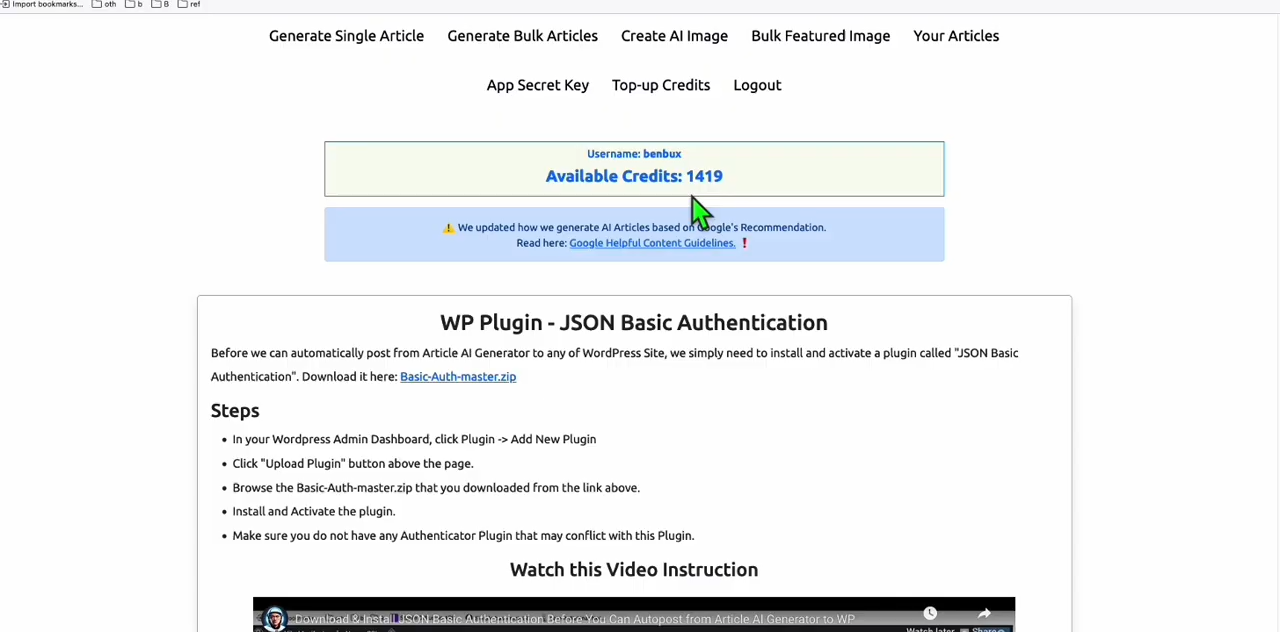 Import bookmarks... oth b B ref
Generate Single Article Generate Bulk Articles Create AI Image Bulk Featured Image Your Articles
App Secret Key Top-up Credits Logout
Username: benbux
Available Credits: 1419
⚠️ We updated how we generate AI Articles based on Google's Recommendation.
Read here: Google Helpful Content Guidelines. ❗
WP Plugin - JSON Basic Authentication
Before we can automatically post from Article AI Generator to any of WordPress Site, we simply need to install and activate a plugin called "JSON Basic
Authentication". Download it here: Basic-Auth-master.zip
Steps
• In your Wordpress Admin Dashboard, click Plugin -> Add New Plugin
• Click "Upload Plugin" button above the page.
• Browse the Basic-Auth-master.zip that you downloaded from the link above.
• Install and Activate the plugin.
• Make sure you do not have any Authenticator Plugin that may conflict with this Plugin.
Watch this Video Instruction
Download & Install JSON Basic Authentication Before You Can Autopost from Article AI Generator to WP
Watch later Share